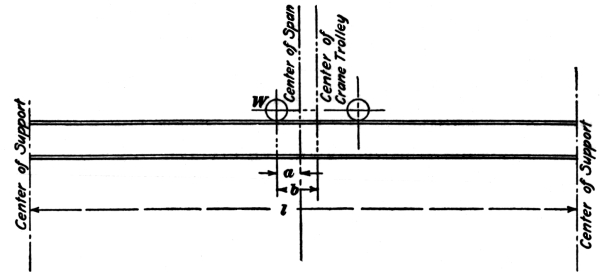 Center of Span
Center of
Crane Trolley
W
Center of Support
Center of Support
a
b
l